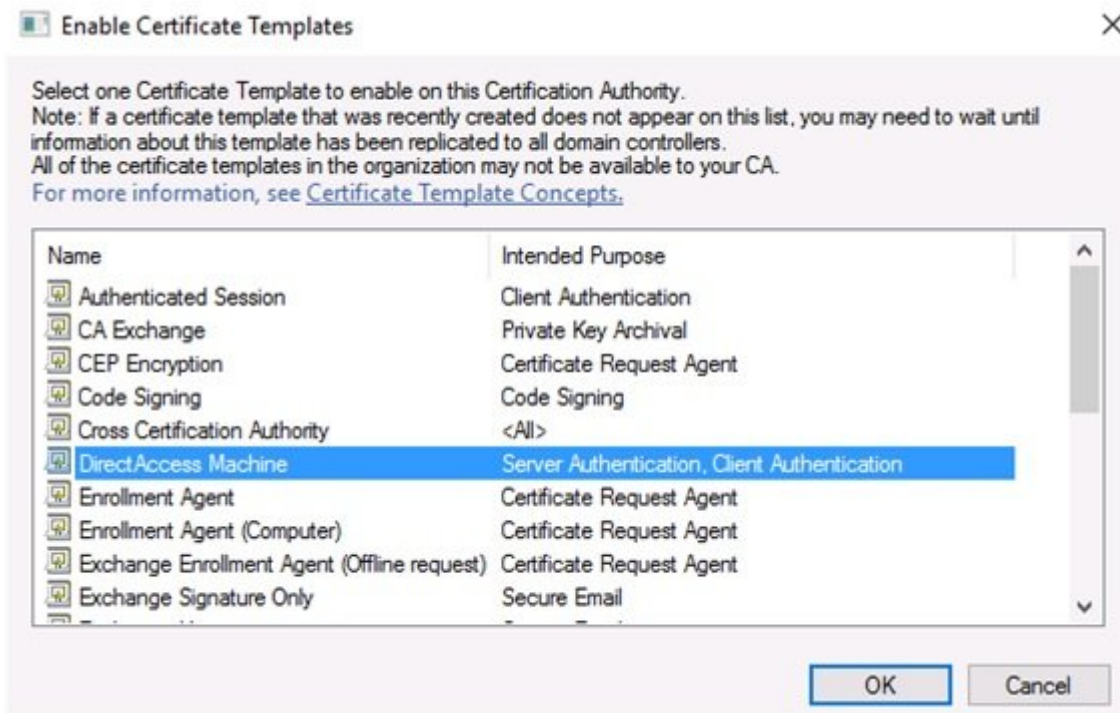 Enable Certificate Templates
Select one Certificate Template to enable on this Certification Authority.
Note: If a certificate template that was recently created does not appear on this list, you may need to wait until
information about this template has been replicated to all domain controllers.
All of the certificate templates in the organization may not be available to your CA.
For more information, see Certificate Template Concepts.
Name Intended Purpose
Authenticated Session Client Authentication
CA Exchange Private Key Archival
CEP Encryption Certificate Request Agent
Code Signing Code Signing
Cross Certification Authority <All>
DirectAccess Machine Server Authentication, Client Authentication
Enrollment Agent Certificate Request Agent
Enrollment Agent (Computer) Certificate Request Agent
Exchange Enrollment Agent (Offline request) Certificate Request Agent
Exchange Signature Only Secure Email
OK Cancel